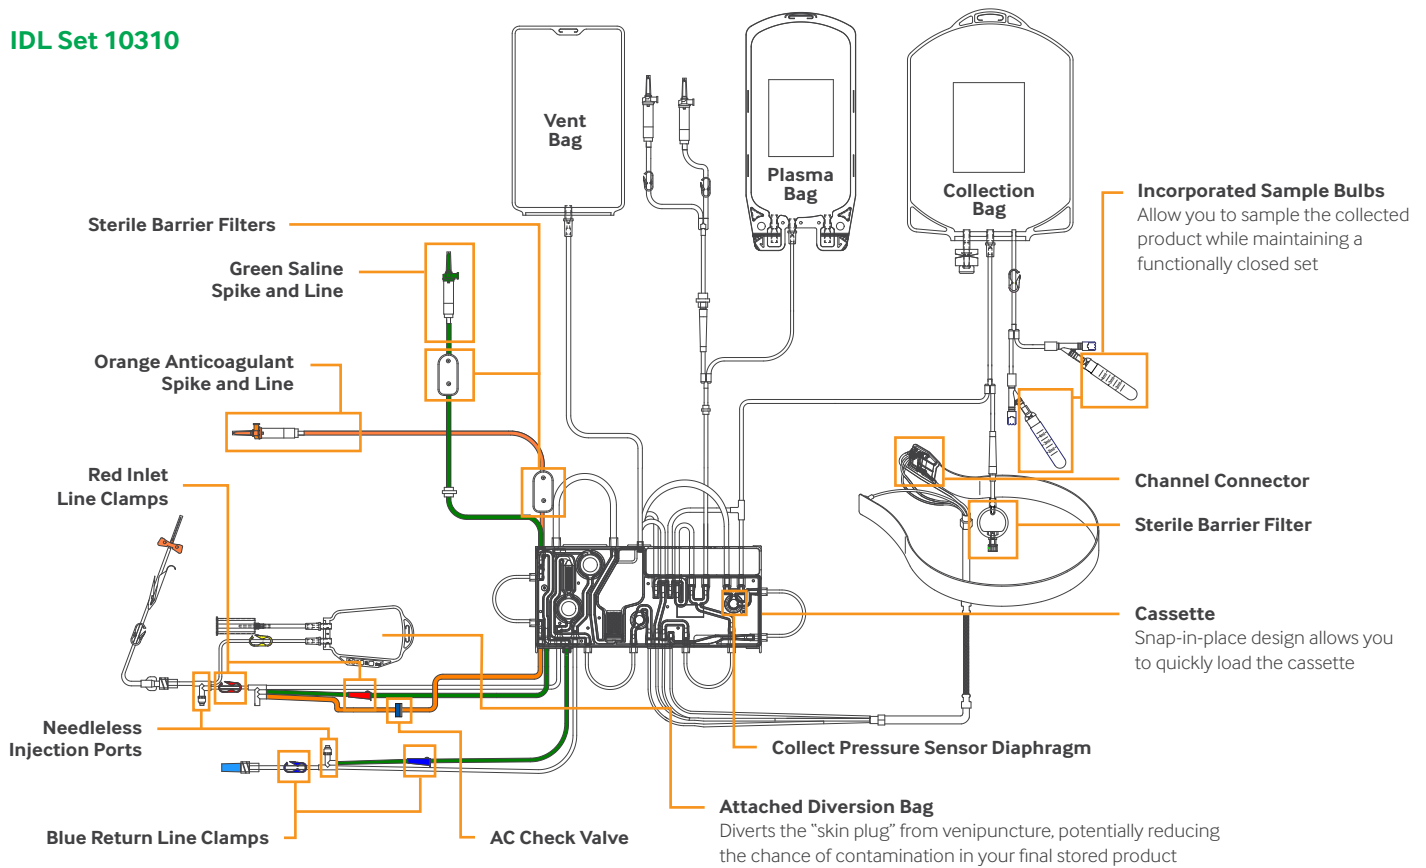 IDL Set 10310
Vent
Bag
Plasma
Bag
Collection
Bag
Incorporated Sample Bulbs
Allow you to sample the collected
product while maintaining a
functionally closed set
Sterile Barrier Filters
Green Saline
Spike and Line
Orange Anticoagulant
Spike and Line
Red Inlet
Line Clamps
Channel Connector
Sterile Barrier Filter
Cassette
Snap-in-place design allows you
to quickly load the cassette
Needleless
Injection Ports
Collect Pressure Sensor Diaphragm
Blue Return Line Clamps
AC Check Valve
Attached Diversion Bag
Diverts the “skin plug” from venipuncture, potentially reducing
the chance of contamination in your final stored product